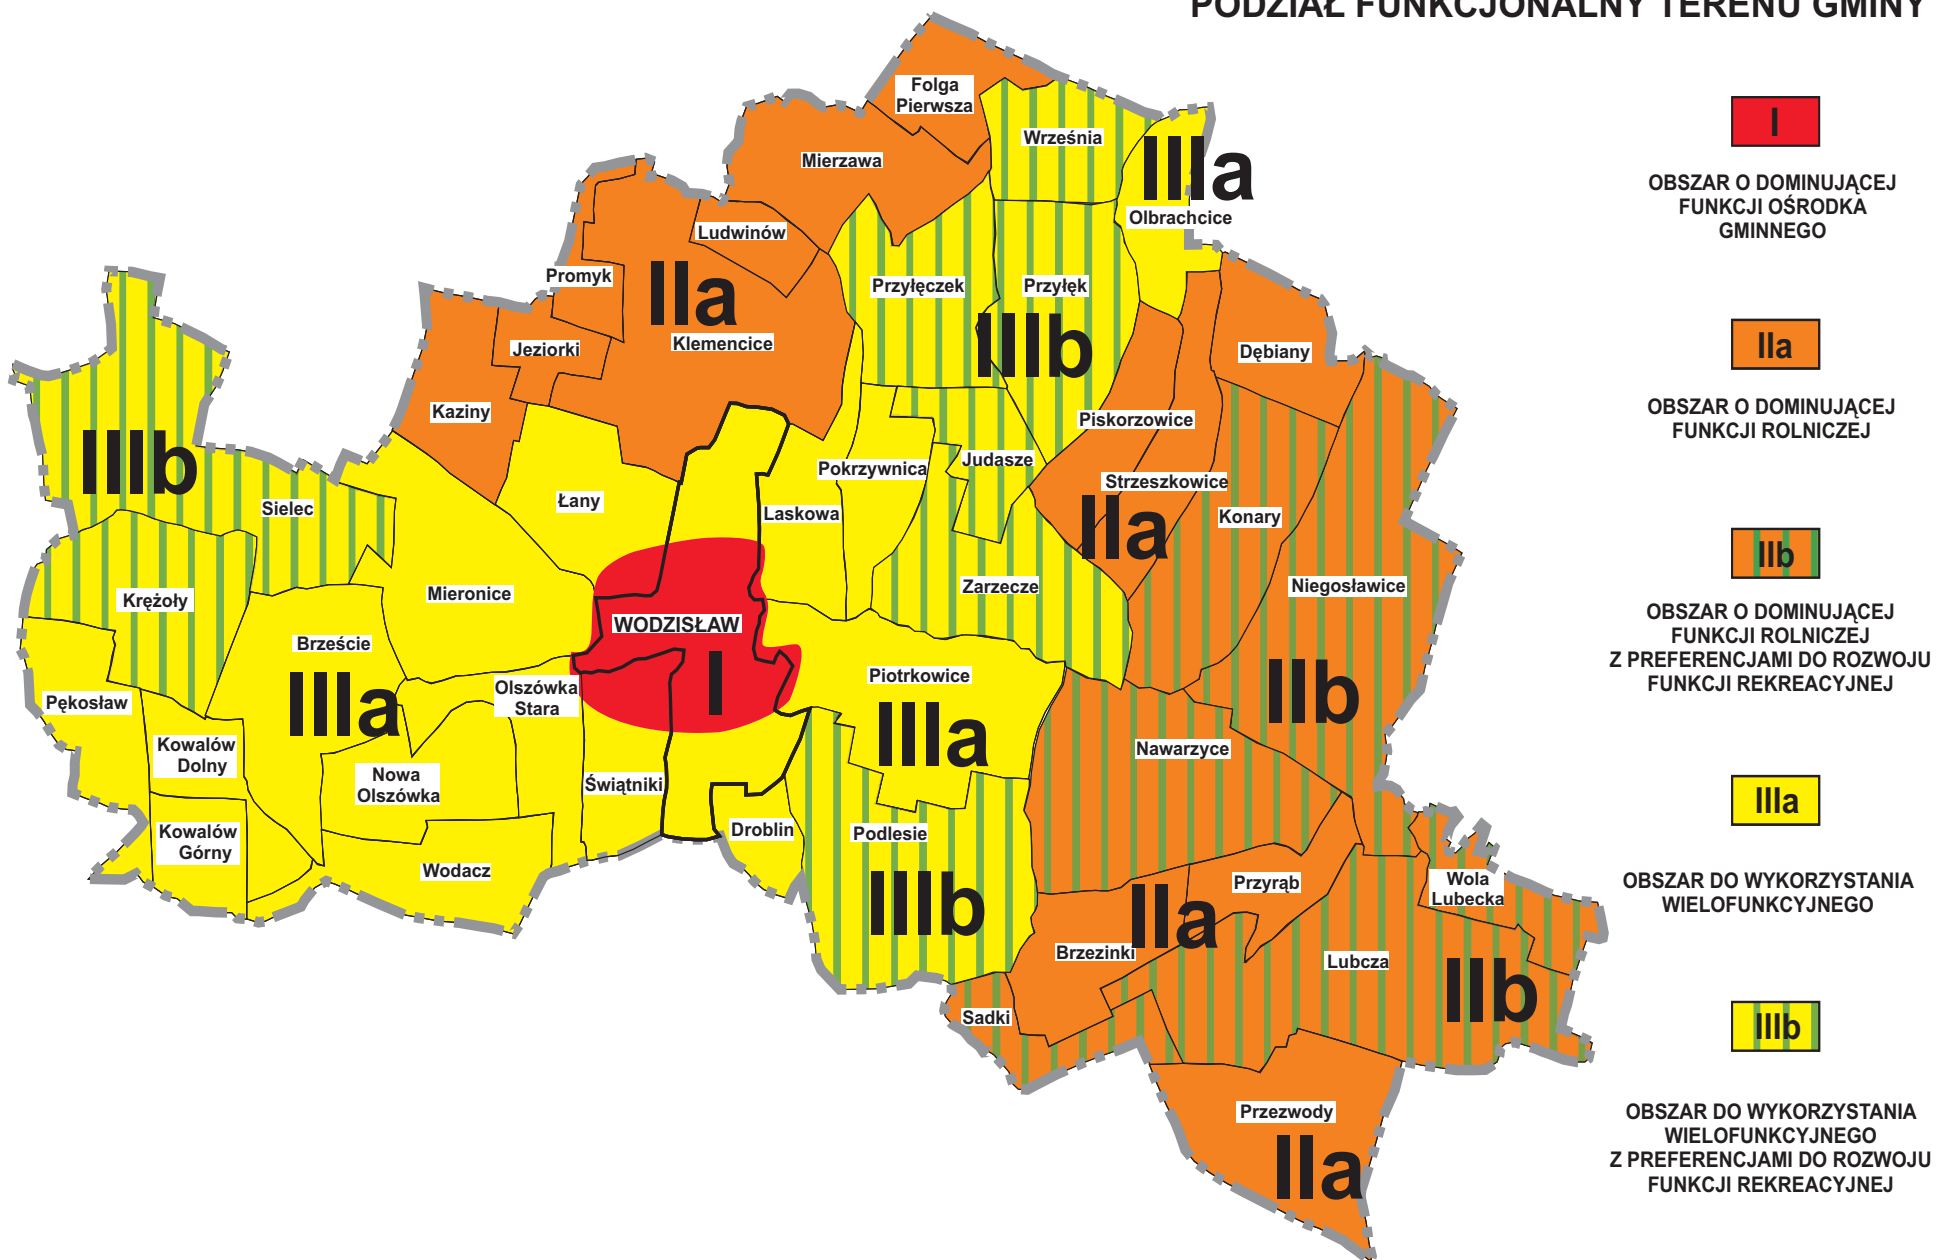 PODZIAŁ FUNKCJONALNY TERENU GMINY
Folga
Pierwsza
Września
Mierzawa
IIIa
Olbrachcice
Ludwinów
Promyk
IIa
Przyłęczek
Przyłęk
Klemencice
Jeziorki
IIIb
Dębiany
Kaziny
Piskorzowice
IIIb
Pokrzywnica
Judasze
Strzeszkowice
Sielec
Łany
Laskowa
Konary
IIa
Krężoły
Mieronice
Zarzecze
Niegosławice
WODZISŁAW
Brzeście
I
Piotrkowice
Pękosław
IIIa
Olszówka
Stara
IIb
IIIa
Kowalów
Dolny
Nawarzyce
Nowa
Olszówka
Świątniki
Kowalów
Górny
Droblin
Podlesie
Wodacz
Przyrąb
Wola
Lubecka
IIIb
IIa
Brzezinki
Lubcza
IIb
Sadki
Przezwody
IIa
I
OBSZAR O DOMINUJĄCEJ
FUNKCJI OŚRODKA
GMINNEGO
IIa
OBSZAR O DOMINUJĄCEJ
FUNKCJI ROLNICZEJ
IIb
OBSZAR O DOMINUJĄCEJ
FUNKCJI ROLNICZEJ
Z PREFERENCJAMI DO ROZWOJU
FUNKCJI REKREACYJNEJ
IIIa
OBSZAR DO WYKORZYSTANIA
WIELOFUNKCYJNEGO
IIIb
OBSZAR DO WYKORZYSTANIA
WIELOFUNKCYJNEGO
Z PREFERENCJAMI DO ROZWOJU
FUNKCJI REKREACYJNEJ